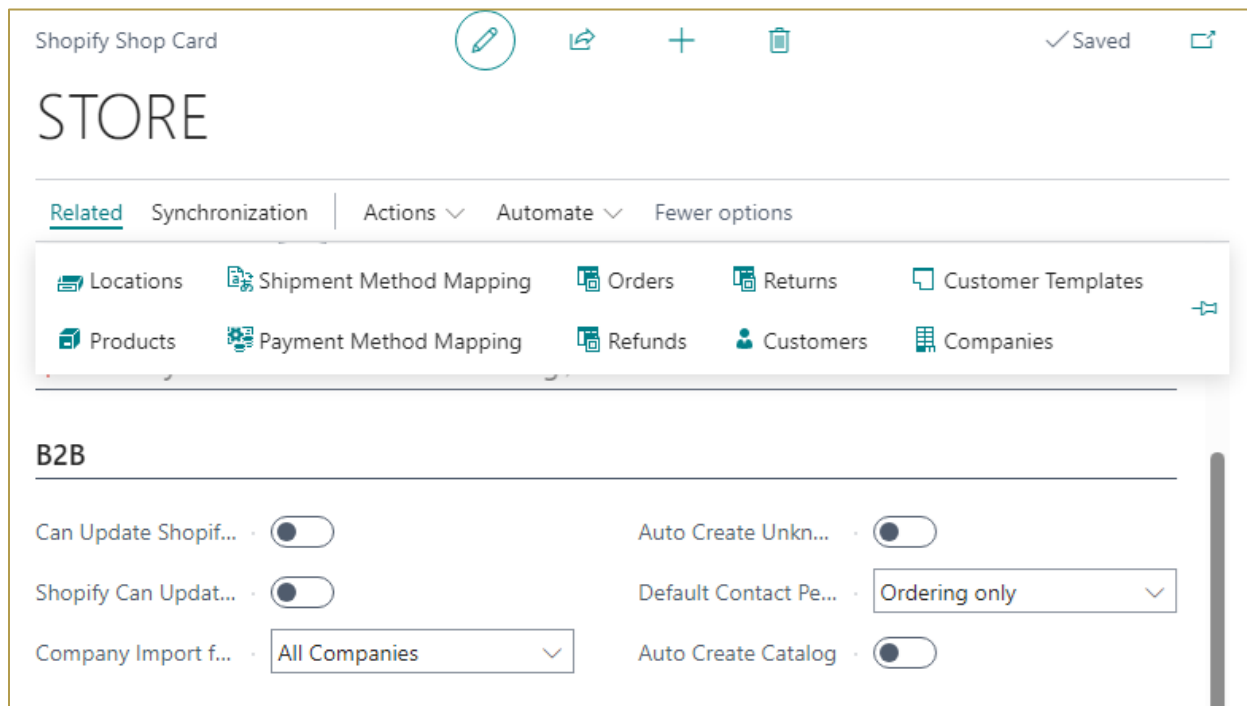 Shopify Shop Card
Saved
STORE
Related Synchronization Actions Automate Fewer options
Locations Shipment Method Mapping Orders Returns Customer Templates
Products Payment Method Mapping Refunds Customers Companies
B2B
Can Update Shopif... Auto Create Unkn...
Shopify Can Updat... Default Contact Pe... Ordering only
Company Import f... All Companies Auto Create Catalog